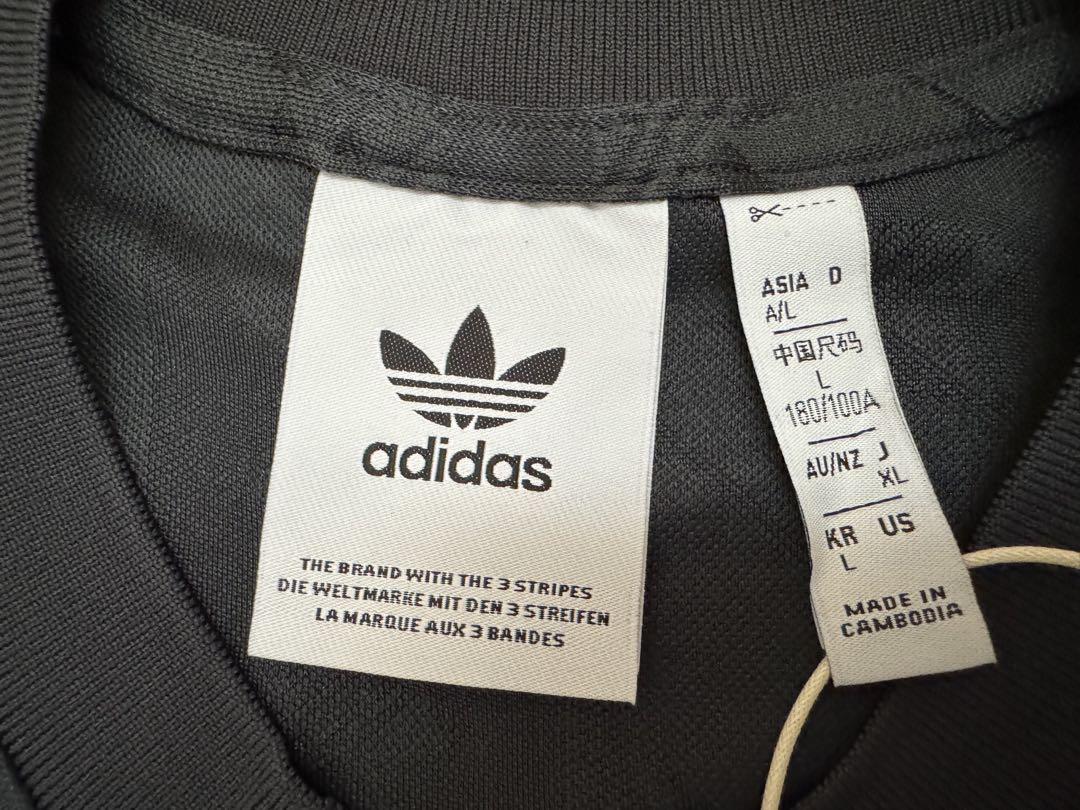 adidas
THE BRAND WITH THE 3 STRIPES
DIE WELTMARKE MIT DEN 3 STREIFEN
LA MARQUE AUX 3 BANDES
ASIA D
A/L
中国尺码
L
180/100A
AU/NZ J
XL
KR US
L
MADE IN
CAMBODIA